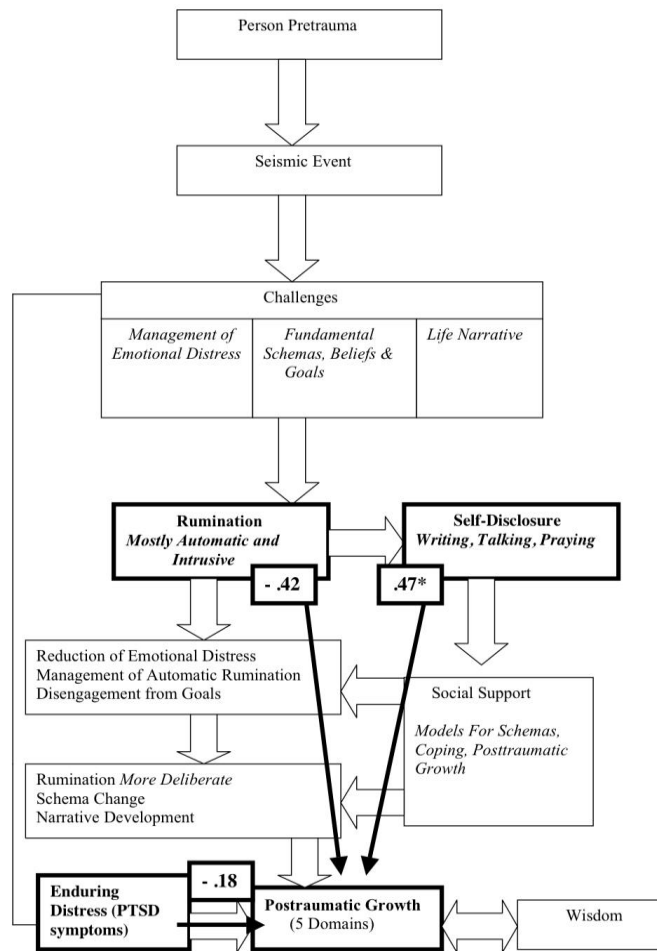 Person Pretrauma
Seismic Event
Challenges
Management of
Emotional Distress
Fundamental
Schemas, Beliefs &
Goals
Life Narrative
Rumination
Mostly Automatic and
Intrusive
Self-Disclosure
Writing, Talking, Praying
- .42
.47*
Reduction of Emotional Distress
Management of Automatic Rumination
Disengagement from Goals
Social Support
Models For Schemas,
Coping, Posttraumatic
Growth
Rumination More Deliberate
Schema Change
Narrative Development
- .18
Enduring
Distress (PTSD
symptoms)
Postraumatic Growth
(5 Domains)
Wisdom